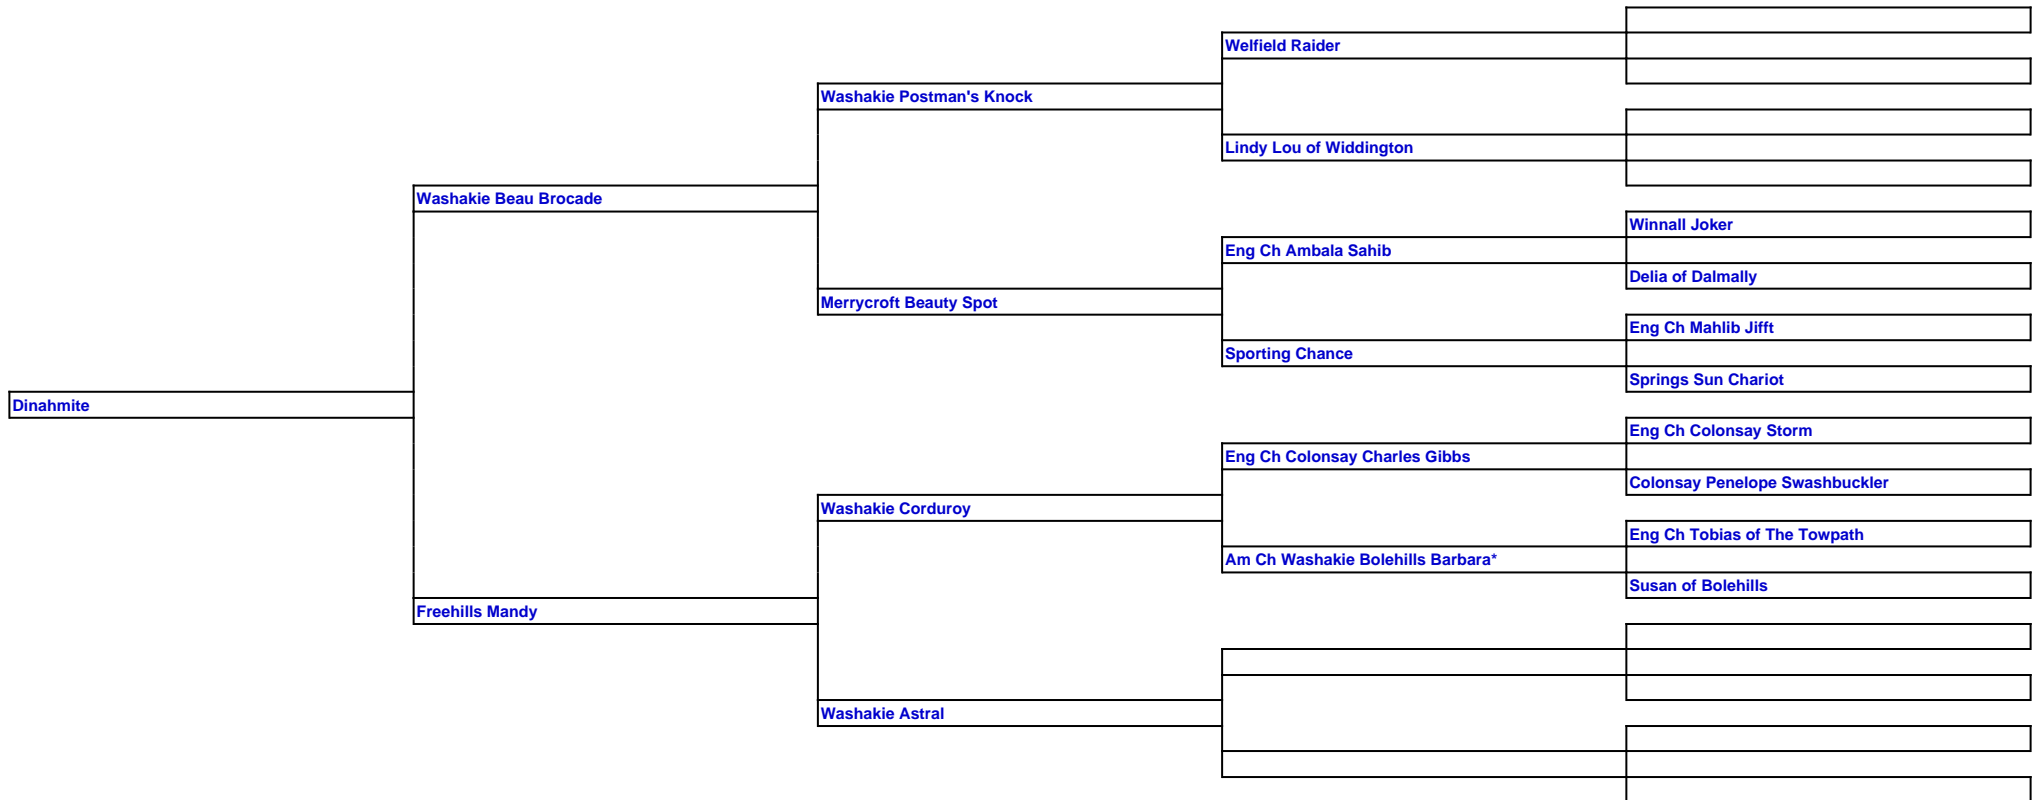 Welfield Raider
Washakie Postman's Knock
Lindy Lou of Widdington
Washakie Beau Brocade
Winnall Joker
Eng Ch Ambala Sahib
Delia of Dalmally
Merrycroft Beauty Spot
Eng Ch Mahlib Jifft
Sporting Chance
Springs Sun Chariot
Dinahmite
Eng Ch Colonsay Storm
Eng Ch Colonsay Charles Gibbs
Colonsay Penelope Swashbuckler
Washakie Corduroy
Eng Ch Tobias of The Towpath
Am Ch Washakie Bolehills Barbara*
Susan of Bolehills
Freehills Mandy
Washakie Astral